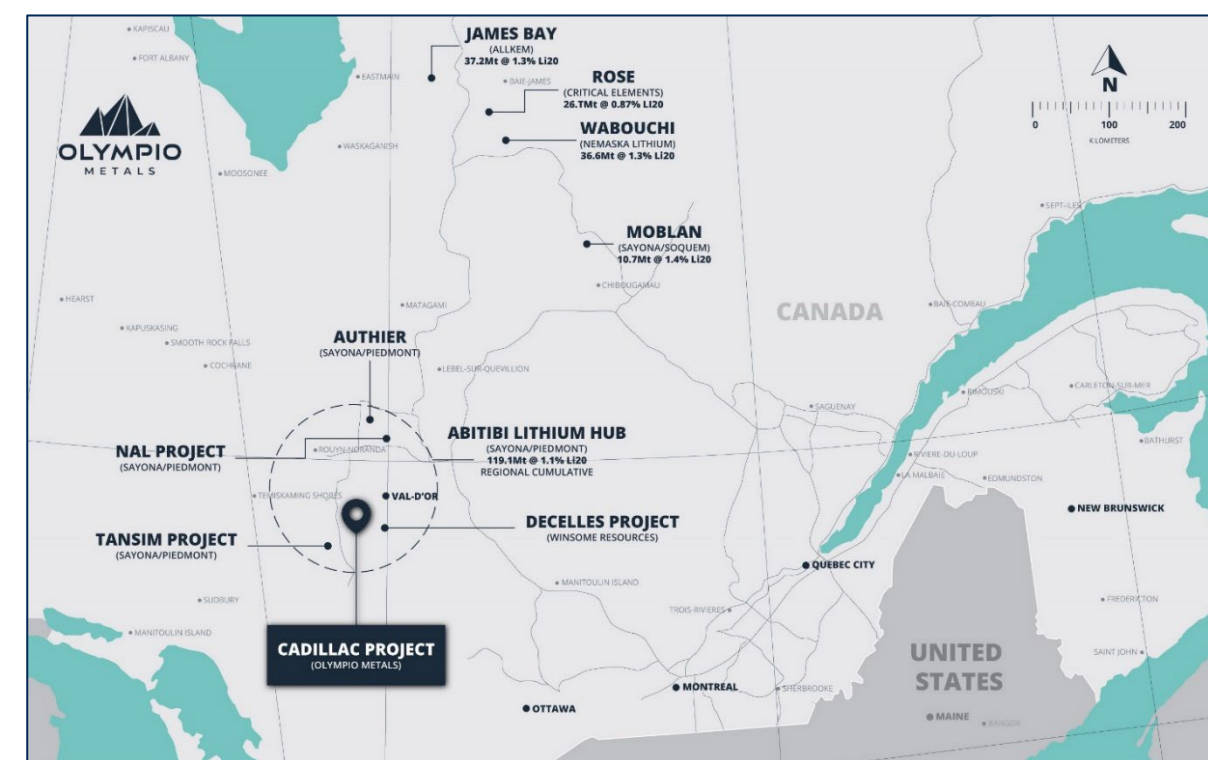 KAPISCAU
FORT ALBANY
EASTMAIN
JAMES BAY
(ALLKEM)
37.2Mt @ 1.3% Li20
BAIE-JAMES
ROSE
(CRITICAL ELEMENTS)
26.TMt @ 0.87% LI20
WABOUCHI
(NEMASKA LITHIUM)
36.6Mt @ 1.3% Li20
N
0 100 200
KILOMETERS
OLYMPIO
METALS
WASKAGANISH
MOOSONEE
SEPT-ILES
MOBLAN
(SAYONA/SOQUEM)
10.7Mt @ 1.4% Li20
CHIBOUGAMAU
HEARST
MATAGAMI
CANADA
BAIE-COMEAU
KAPUSKASING
SMOOTH ROCK FALLS
COCHRANE
AUTHIER
(SAYONA/PIEDMONT)
LEBEL-SUR-QUEVILLION
SAGUENAY
RIMOUSKI
CARLETON-SUR-MER
BATHURST
NAL PROJECT
(SAYONA/PIEDMONT)
ROUYN-NORANDA
ABITIBI LITHIUM HUB
(SAYONA/PIEDMONT)
119.1Mt @ 1.1% Li20
REGIONAL CUMULATIVE
RIVIERE-DU-LOUP
LA MALBAIE
EDMUNDSTON
TEMISKAMING SHORES
VAL-D'OR
NEW BRUNSWICK
TANSIM PROJECT
(SAYONA/PIEDMONT)
DECELLES PROJECT
(WINSOME RESOURCES)
QUEBEC CITY
MANITOULIN ISLAND
SUDBURY
TROIS-RIVIERES
FREDERICTON
MANITOULIN ISLAND
CADILLAC PROJECT
(OLYMPIO METALS)
UNITED
STATES
SAINT JOHN
MONTREAL
SHERBROOKE
OTTAWA
MAINE
BANGOR